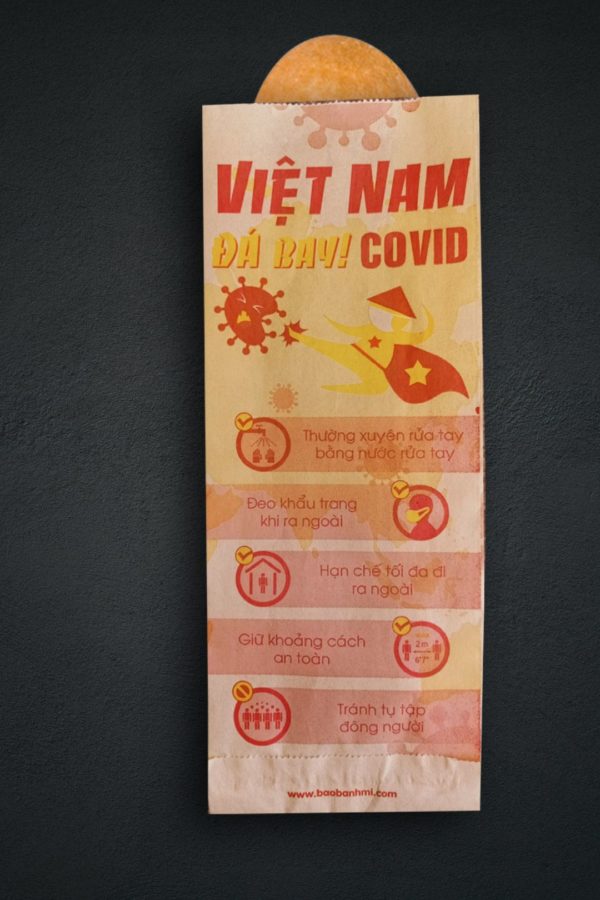 VIỆT NAM
ĐÁ BAY! COVID
Thường xuyên rửa tay
bằng nước rửa tay
Đeo khẩu trang
khi ra ngoài
Hạn chế tối đa đi
ra ngoài
Giữ khoảng cách
an toàn
2m
6'7"
Tránh tụ tập
đông người
www.baobanhmi.com